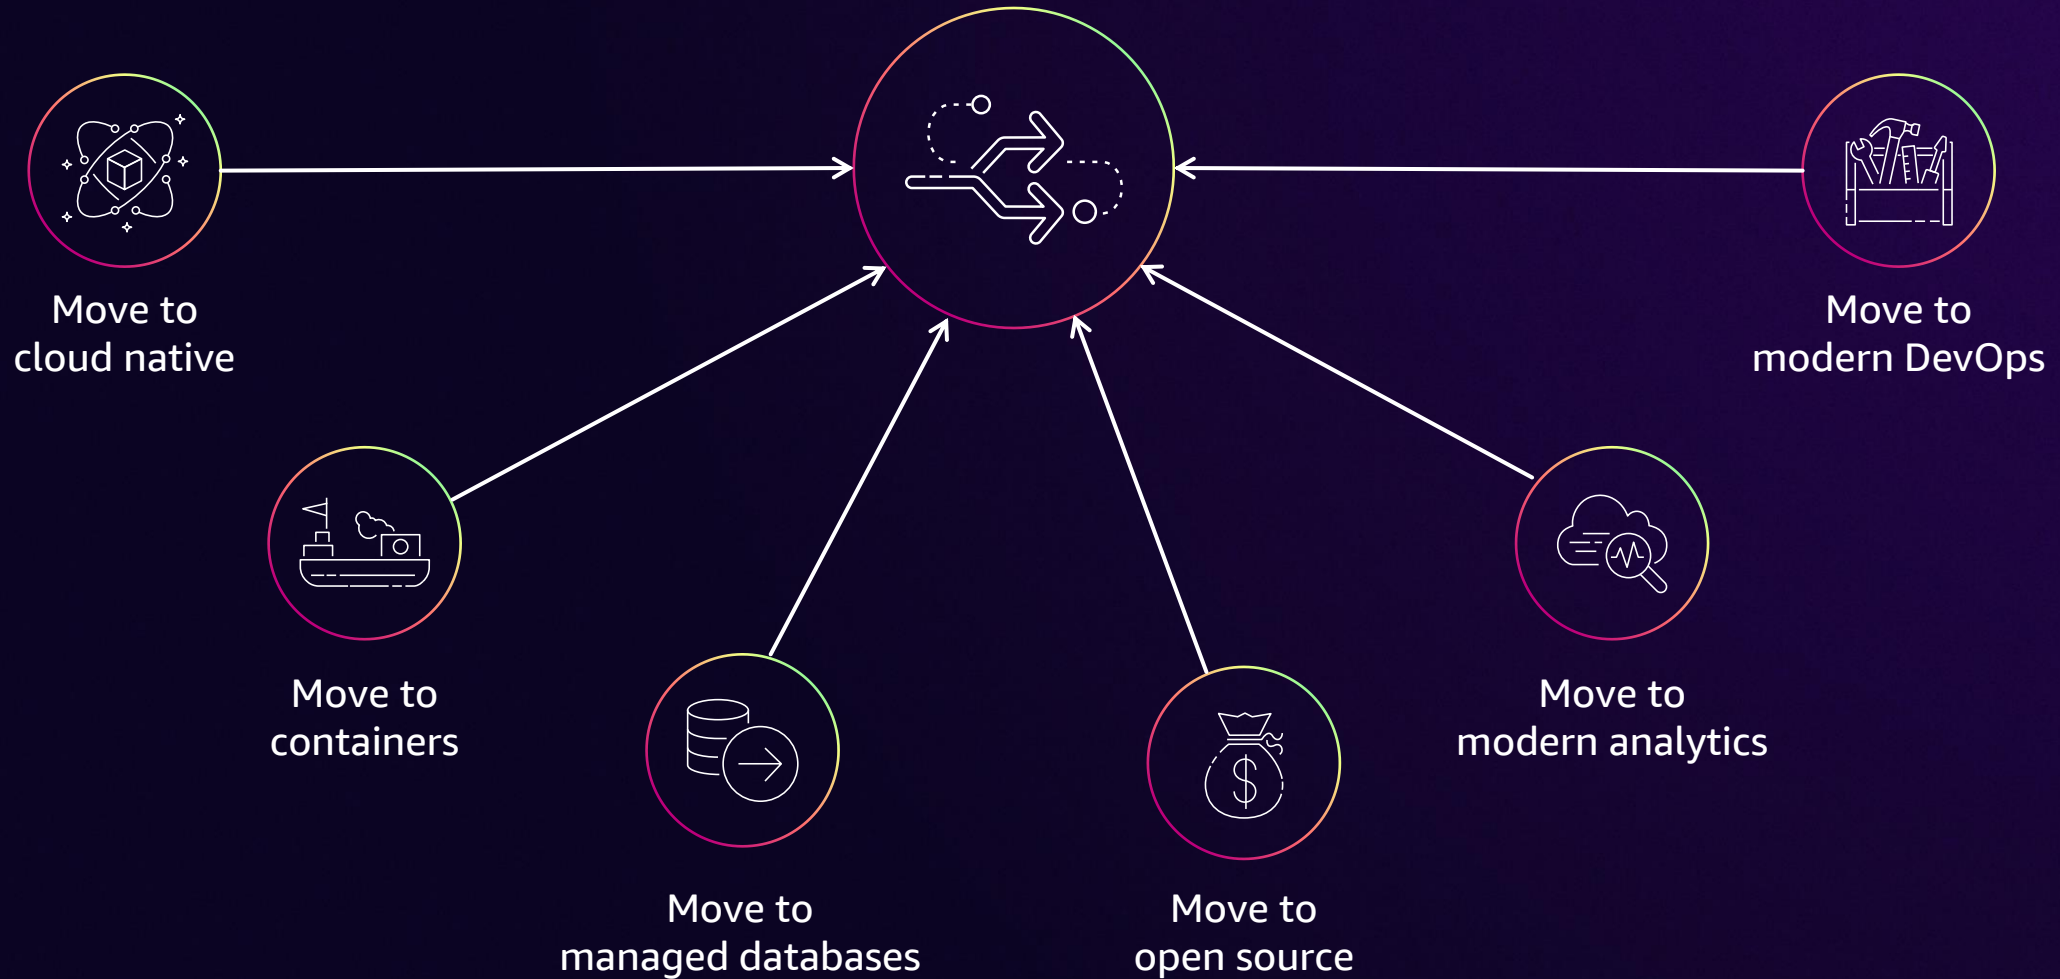 Move to
cloud native
Move to
modern DevOps
Move to
containers
Move to
modern analytics
Move to
managed databases
Move to
open source